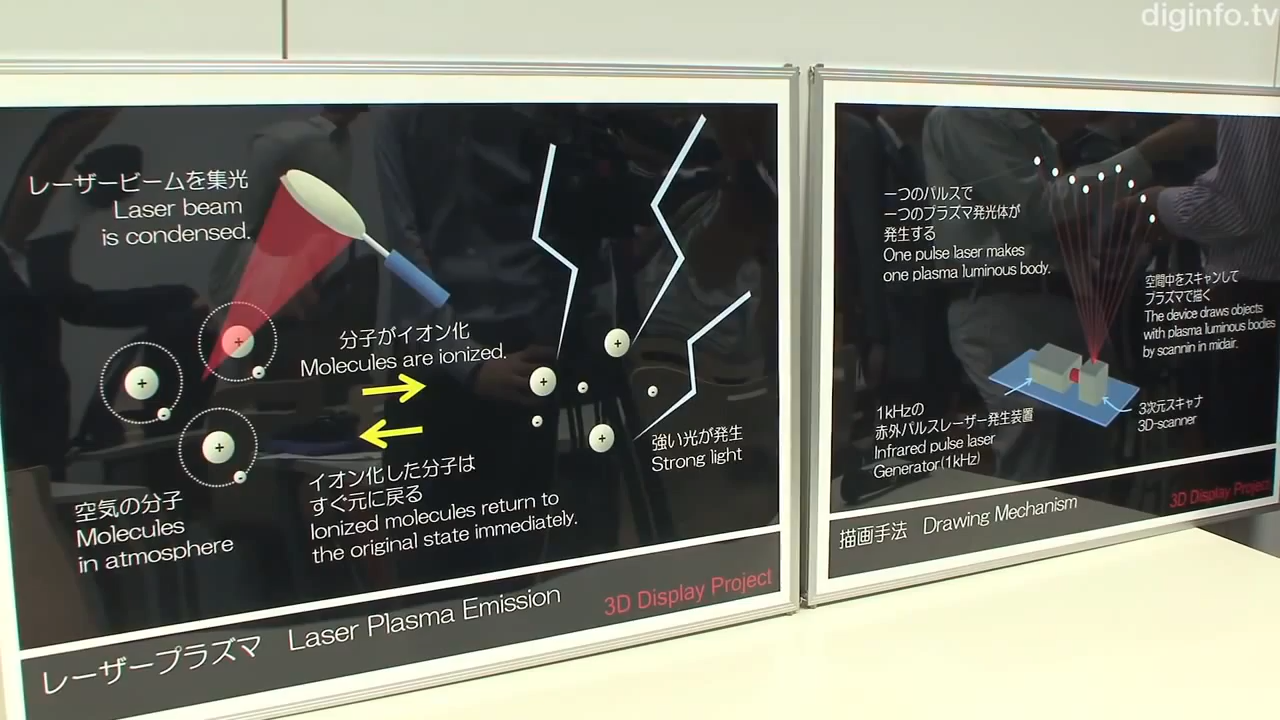 diginfo.tv
レーザービームを集光
Laser beam
is condensed.
分子がイオン化
Molecules are ionized.
イオン化した分子は
すぐ元に戻る
Ionized molecules return to
the original state immediately.
空気の分子
Molecules
in atmosphere
強い光が発生
Strong light
レーザープラズマ Laser Plasma Emission
3D Display Project
一つのパルスで
一つのプラズマ発光体が
発生する
One pulse laser makes
one plasma luminous body.
空間中をスキャンして
プラズマで描く
The device draws objects
with plasma luminous bodies
by scannin in midair.
1kHzの
赤外パルスレーザー発生装置
Infrared pulse laser
Generator(1kHz)
3次元スキャナ
3D-scanner
描画手法 Drawing Mechanism
3D Display Project